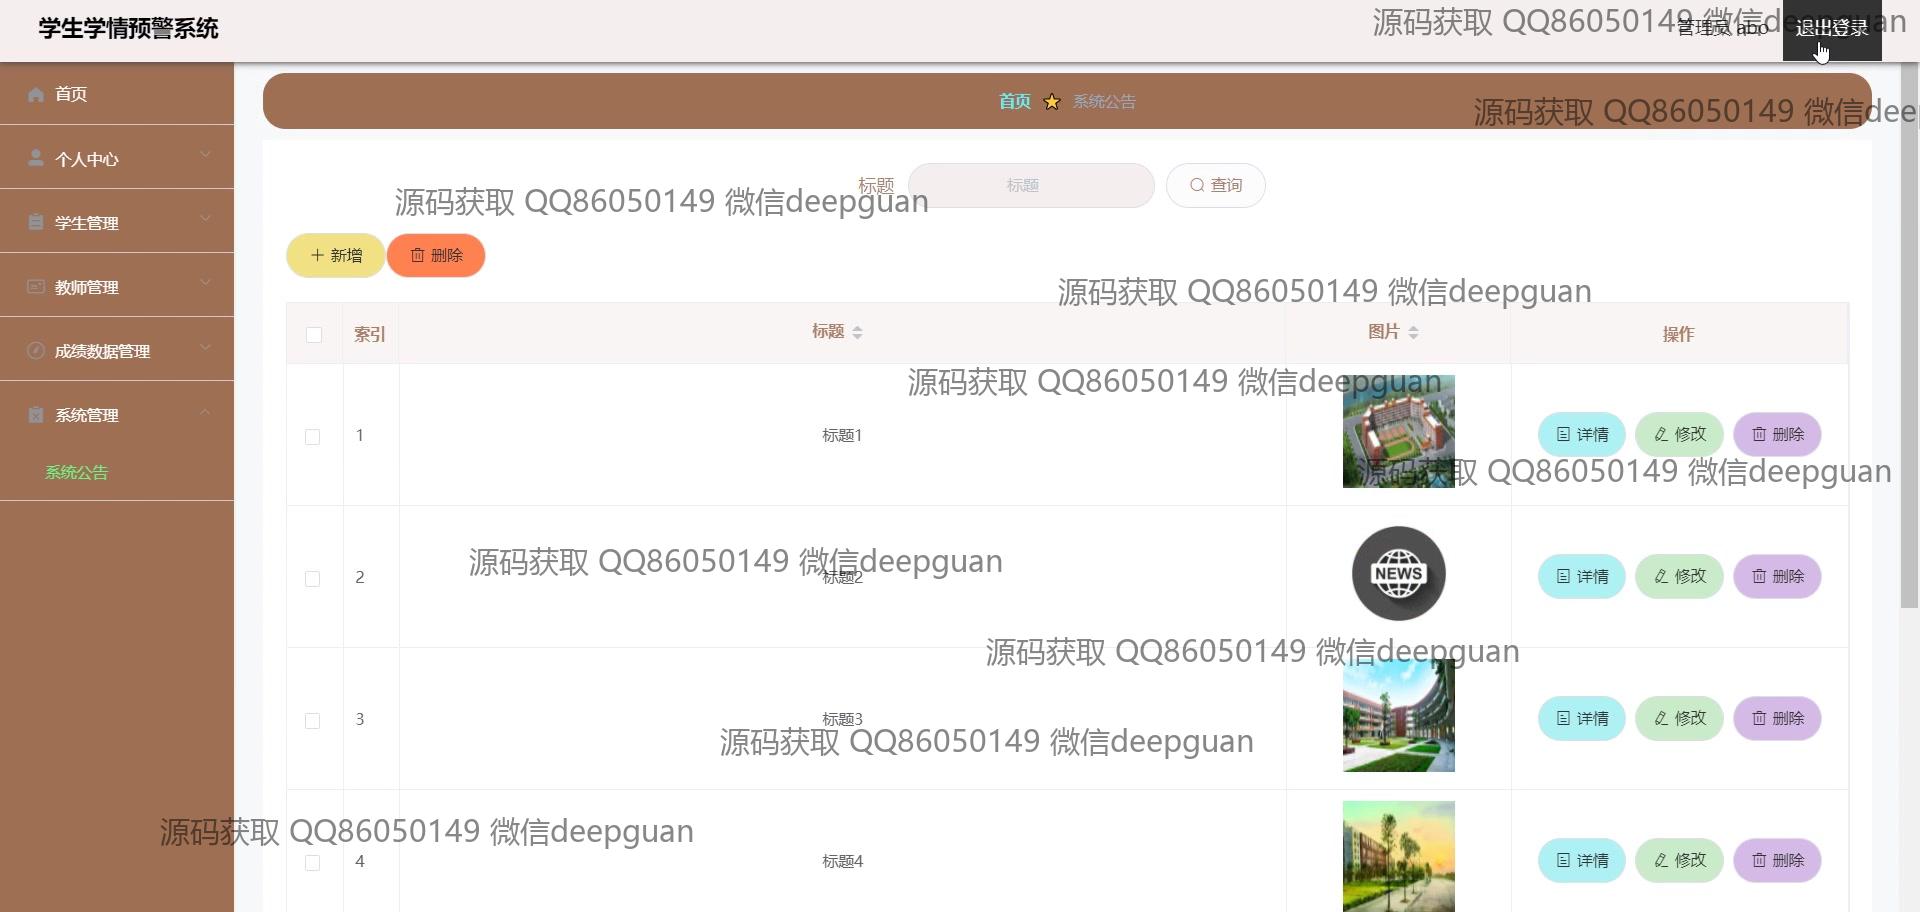 学生学情预警系统
源码获取 QQ86050149 微信deepguan
管理员 abo
退出登录
首页
个人中心
学生管理
教师管理
成绩数据管理
系统管理
系统公告
首页 系统公告
源码获取 QQ86050149 微信deep
标题 标题 查询
源码获取 QQ86050149 微信deepguan
新增 删除
源码获取 QQ86050149 微信deepguan
索引 标题 图片 操作
源码获取 QQ86050149 微信deepguan
1 标题1 详情 修改 删除
源码获取 QQ86050149 微信deepguan
源码获取 QQ86050149 微信deepguan
2 标题2 NEWS 详情 修改 删除
源码获取 QQ86050149 微信deepguan
3 标题3 详情 修改 删除
源码获取 QQ86050149 微信deepguan
源码获取 QQ86050149 微信deepguan
4 标题4 详情 修改 删除